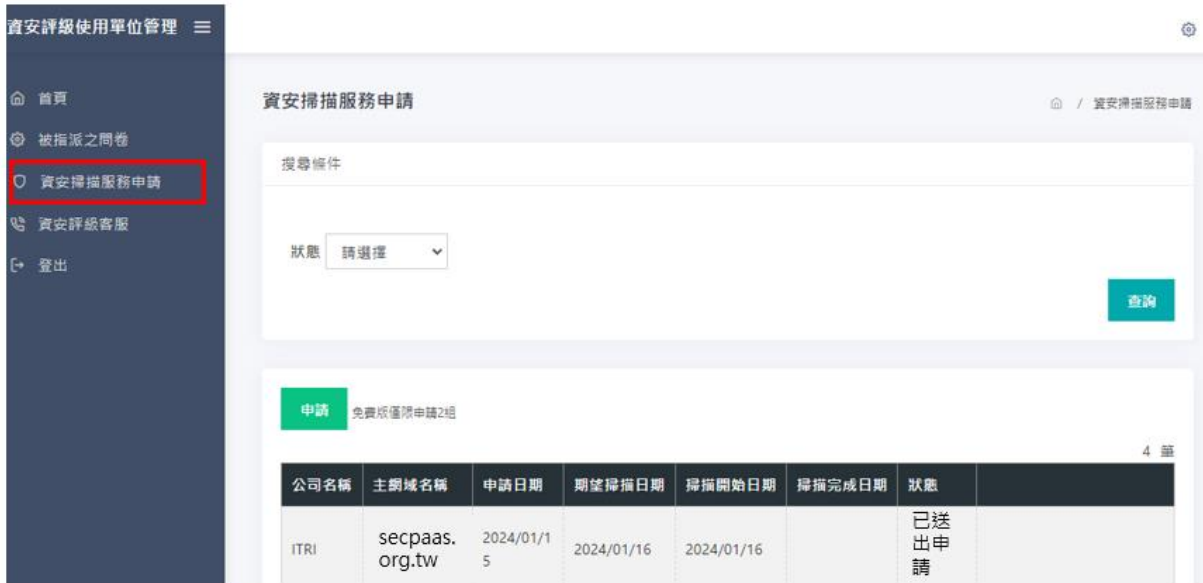 資安評級使用單位管理
首頁
被指派之問卷
資安掃描服務申請
資安評級客服
登出
資安掃描服務申請
/ 資安掃描服務申請
搜尋條件
狀態 請選擇
查詢
申請 免費版僅限申請2組
4 筆
公司名稱 主網域名稱 申請日期 期望掃描日期 掃描開始日期 掃描完成日期 狀態
ITRI secpaas.org.tw 2024/01/15 2024/01/16 2024/01/16 已送出申請